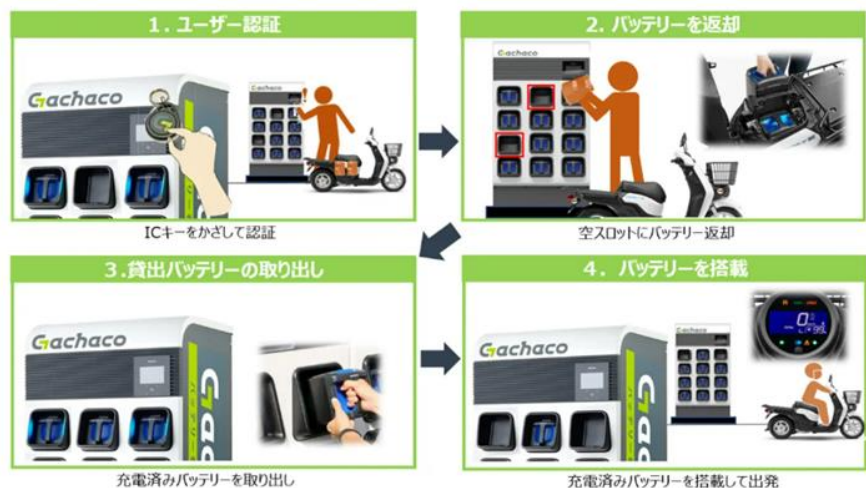 1. ユーザー認証
Gachaco
Gachaco
ICキーをかざして認証
2. バッテリーを返却
Gachaco
空スロットにバッテリー返却
3.貸出バッテリーの取り出し
Gachaco
充電済みバッテリーを取り出し
4. バッテリーを搭載
Gachaco
Gachaco
充電済みバッテリーを搭載して出発